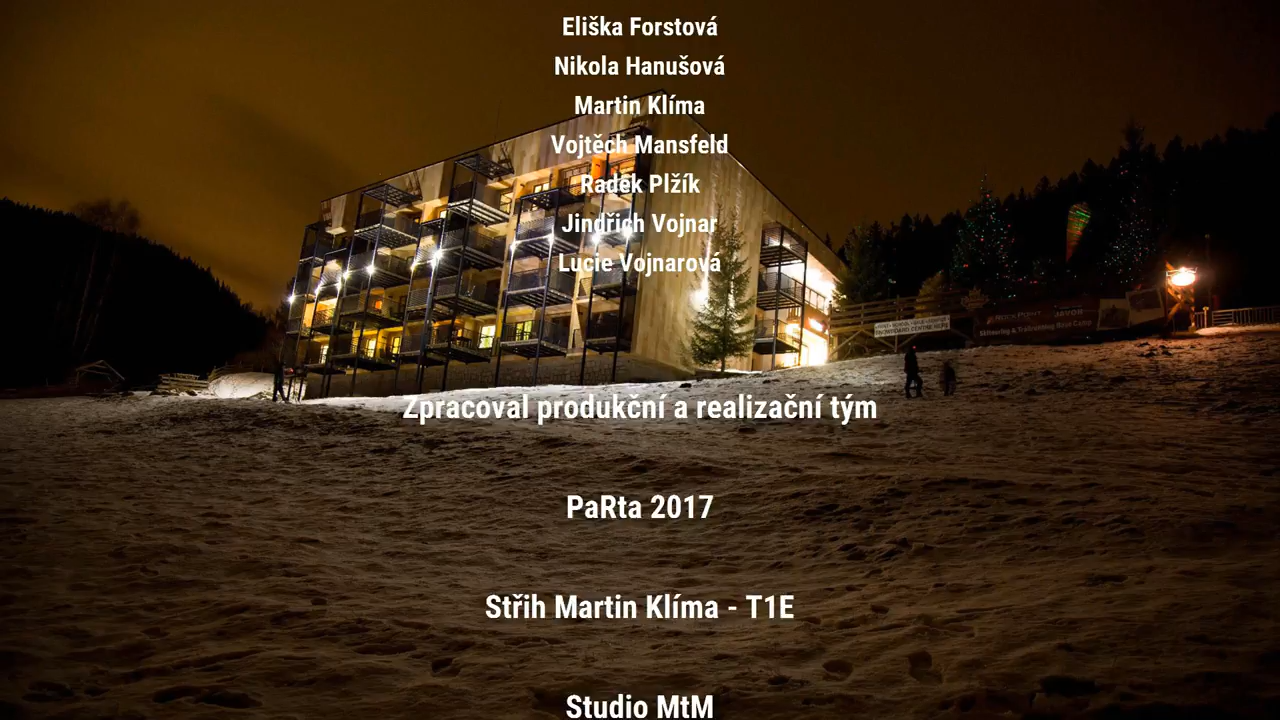 Eliška Forstová
Nikola Hanušová
Martin Klíma
Vojtěch Mansfeld
Radek Plžík
Jindřich Vojnar
Lucie Vojnarová
Zpracoval produkční a realizační tým
PaRta 2017
Střih Martin Klíma - T1E
Studio MtM